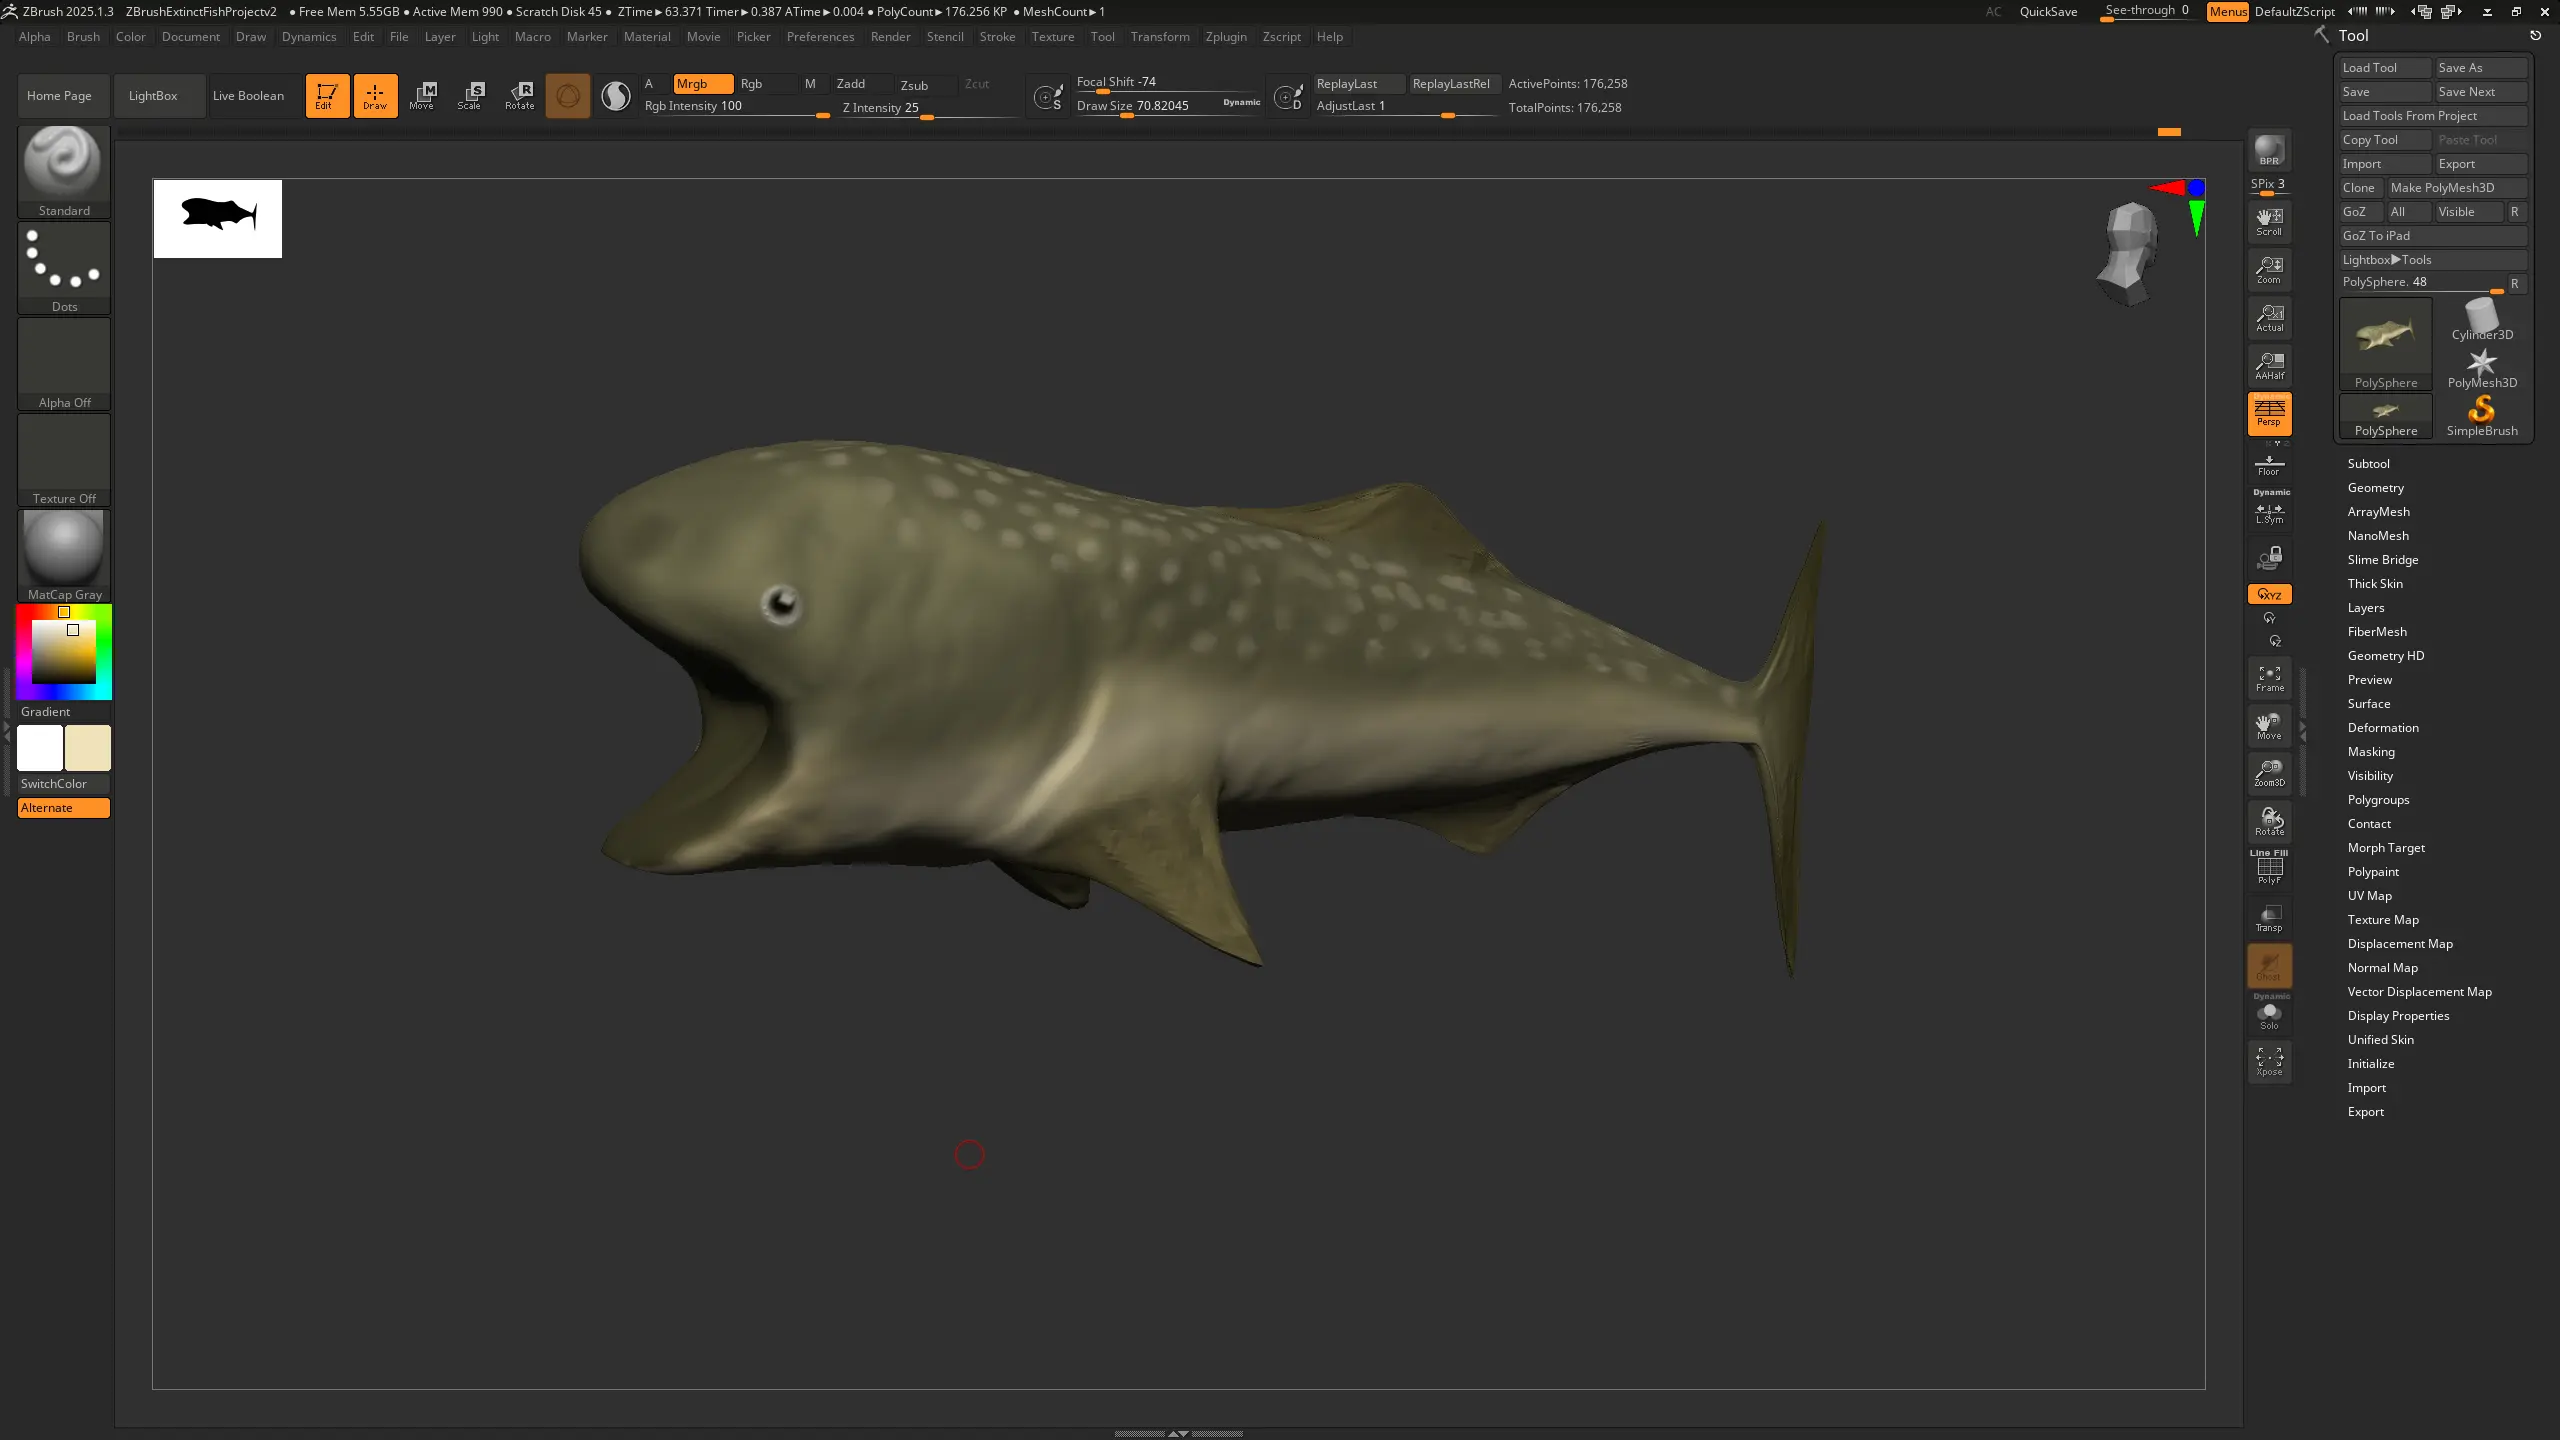 ZBrush 2025.1.3 ZBrushExtinctFishProjectv2 ● Free Mem 5.55GB ● Active Mem 990 ● Scratch Disk 45 ● ZTime►63.371 Timer►0.387 ATime►0.004 ● PolyCount►176.256 KP ● MeshCount►1 AC QuickSave See-through 0 Menus DefaultZScript
Alpha Brush Color Document Draw Dynamics Edit File Layer Light Macro Marker Material Movie Picker Preferences Render Stencil Stroke Texture Tool Transform Zplugin Zscript Help
Home Page LightBox Live Boolean Edit Draw Move Scale Rotate
M S R
A Mrgb Rgb M Zadd Zsub Zcut
Rgb Intensity 100 Z Intensity 25
S Focal Shift -74
Draw Size 70.82045 Dynamic
D ReplayLast ReplayLastRel ActivePoints: 176,258
AdjustLast 1 TotalPoints: 176,258
Standard
Dots
Alpha Off
Texture Off
MatCap Gray
Gradient
SwitchColor
Alternate
BPR
SPix 3
Scroll
Zoom
Actual
AAHalf
Persp
Floor
Dynamic
L.Sym
XYZ
Y
Z
Frame
Move
Zoom3D
Rotate
Line Fill
PolyF
Transp
Ghost
Dynamic
Solo
Xpose
Tool
Load Tool Save As
Save Save Next
Load Tools From Project
Copy Tool Paste Tool
Import Export
Clone Make PolyMesh3D
GoZ All Visible R
GoZ To iPad
Lightbox►Tools
PolySphere. 48 R
PolySphere Cylinder3D
PolyMesh3D
PolySphere SimpleBrush
Subtool
Geometry
ArrayMesh
NanoMesh
Slime Bridge
Thick Skin
Layers
FiberMesh
Geometry HD
Preview
Surface
Deformation
Masking
Visibility
Polygroups
Contact
Morph Target
Polypaint
UV Map
Texture Map
Displacement Map
Normal Map
Vector Displacement Map
Display Properties
Unified Skin
Initialize
Import
Export